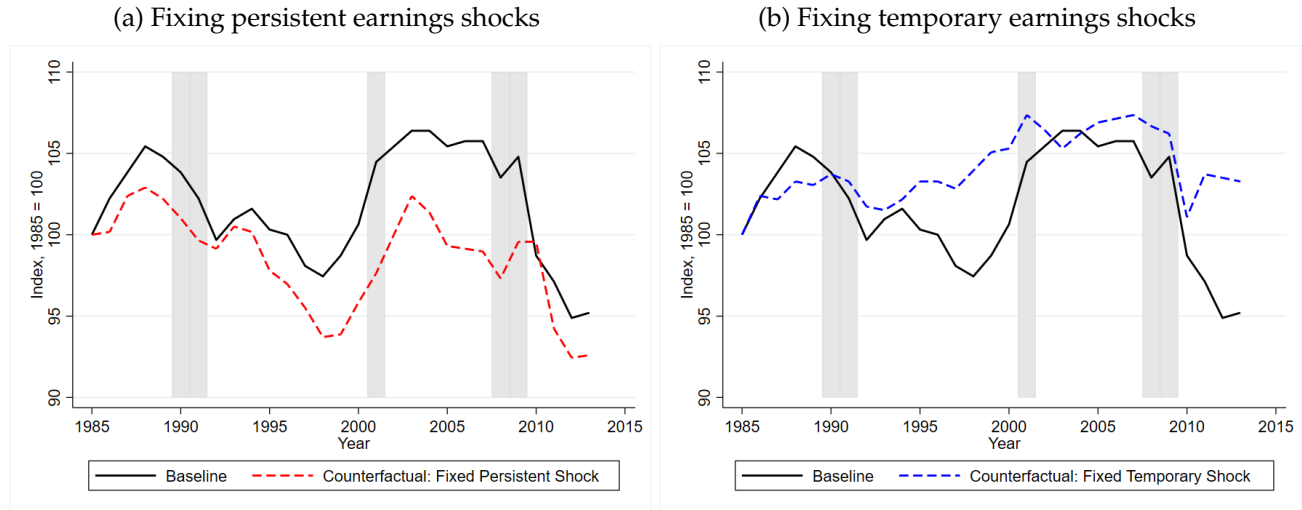 (a) Fixing persistent earnings shocks
110
105
100
95
90
Index, 1985 = 100
1985 1990 1995 2000 2005 2010 2015
Year
Baseline Counterfactual: Fixed Persistent Shock
(b) Fixing temporary earnings shocks
110
105
100
95
90
Index, 1985 = 100
1985 1990 1995 2000 2005 2010 2015
Year
Baseline Counterfactual: Fixed Temporary Shock